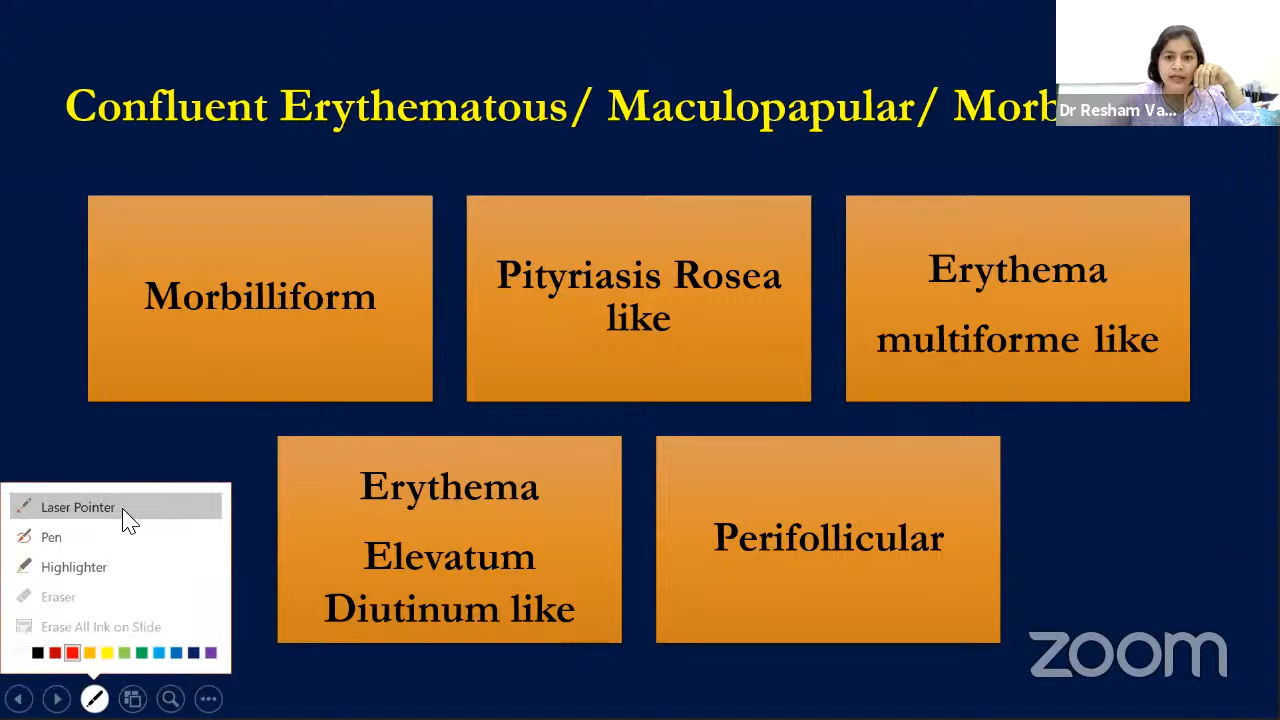 Confluent Erythematous/ Maculopapular/ Morb
Dr Resham Va...
Morbilliform
Pityriasis Rosea
like
Erythema
multiforme like
Erythema
Elevatum
Diutinum like
Perifollicular
Laser Pointer
Pen
Highlighter
Eraser
Erase All Ink on Slide
zoom